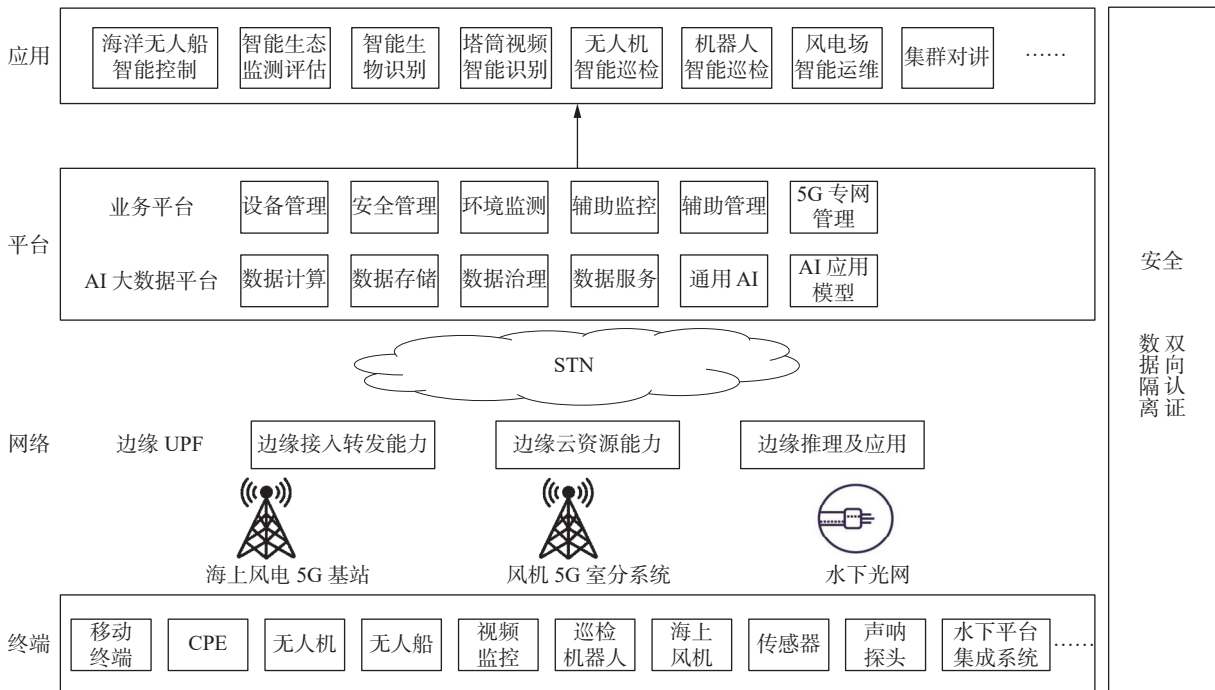 应用
海洋无人船
智能控制
智能生态
监测评估
智能生
物识别
塔筒视频
智能识别
无人机
智能巡检
机器人
智能巡检
风电场
智能运维
集群对讲
……
平台
业务平台
设备管理
安全管理
环境监测
辅助监控
辅助管理
5G 专网
管理
AI 大数据平台
数据计算
数据存储
数据治理
数据服务
通用 AI
AI 应用
模型
STN
网络
边缘 UPF
边缘接入转发能力
边缘云资源能力
边缘推理及应用
海上风电 5G 基站
风机 5G 室分系统
水下光网
终端
移动
终端
CPE
无人机
无人船
视频
监控
巡检
机器人
海上
风机
传感器
声呐
探头
水下平台
集成系统
……
安全
双向认证
数据隔离